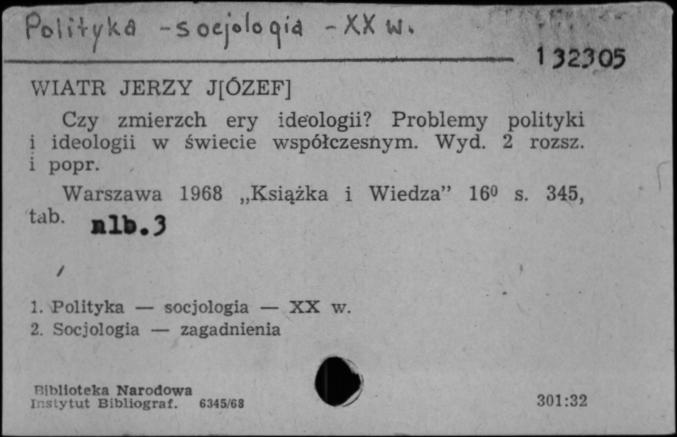 Polityka - socjologia - XX w.
132305
WIATR JERZY J[ÓZEF]
Czy zmierzch ery ideologii? Problemy polityki
i ideologii w świecie współczesnym. Wyd. 2 rozsz.
i popr.
Warszawa 1968 „Książka i Wiedza” 16⁰ s. 345,
tab. nlb. 3
1. Polityka — socjologia — XX w.
2. Socjologia — zagadnienia
Biblioteka Narodowa
Instytut Bibliograf. 6345/68
301:32